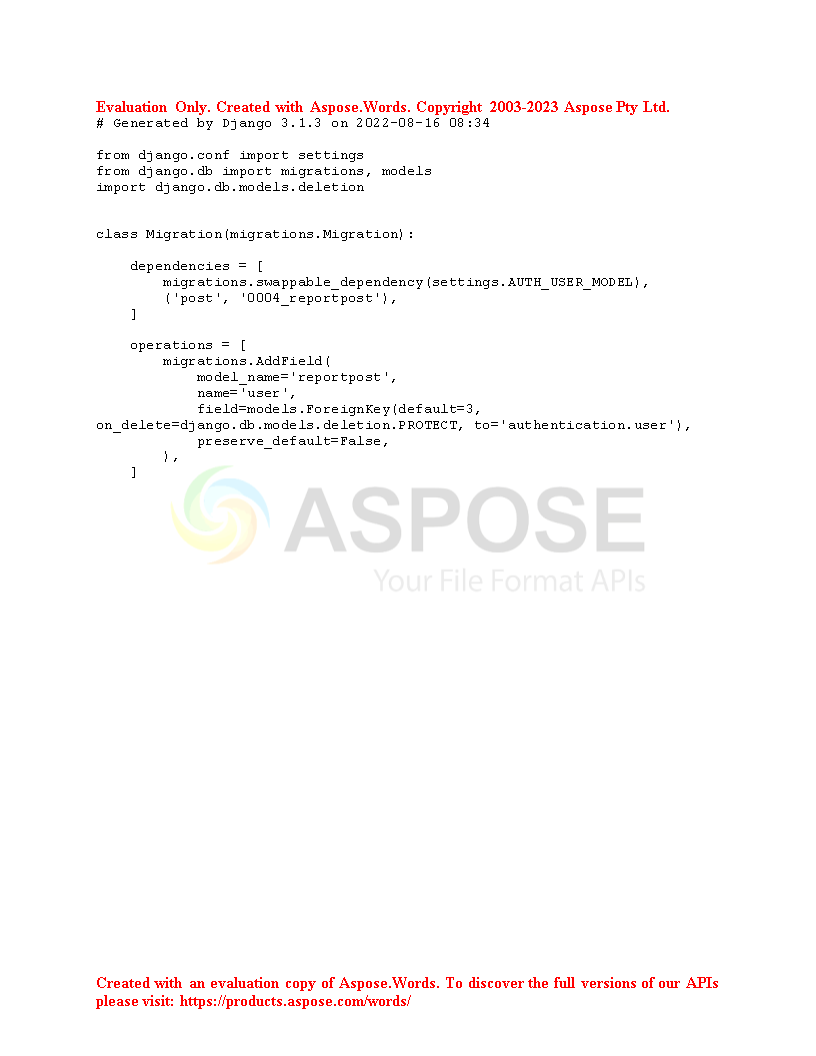 Evaluation Only. Created with Aspose.Words. Copyright 2003-2023 Aspose Pty Ltd.
# Generated by Django 3.1.3 on 2022-08-16 08:34

from django.conf import settings
from django.db import migrations, models
import django.db.models.deletion


class Migration(migrations.Migration):

    dependencies = [
        migrations.swappable_dependency(settings.AUTH_USER_MODEL),
        ('post', '0004_reportpost'),
    ]

    operations = [
        migrations.AddField(
            model_name='reportpost',
            name='user',
            field=models.ForeignKey(default=3,
on_delete=django.db.models.deletion.PROTECT, to='authentication.user'),
            preserve_default=False,
        ),
    ]
ASPOSE
Your File Format APIs
Created with an evaluation copy of Aspose.Words. To discover the full versions of our APIs
please visit: https://products.aspose.com/words/